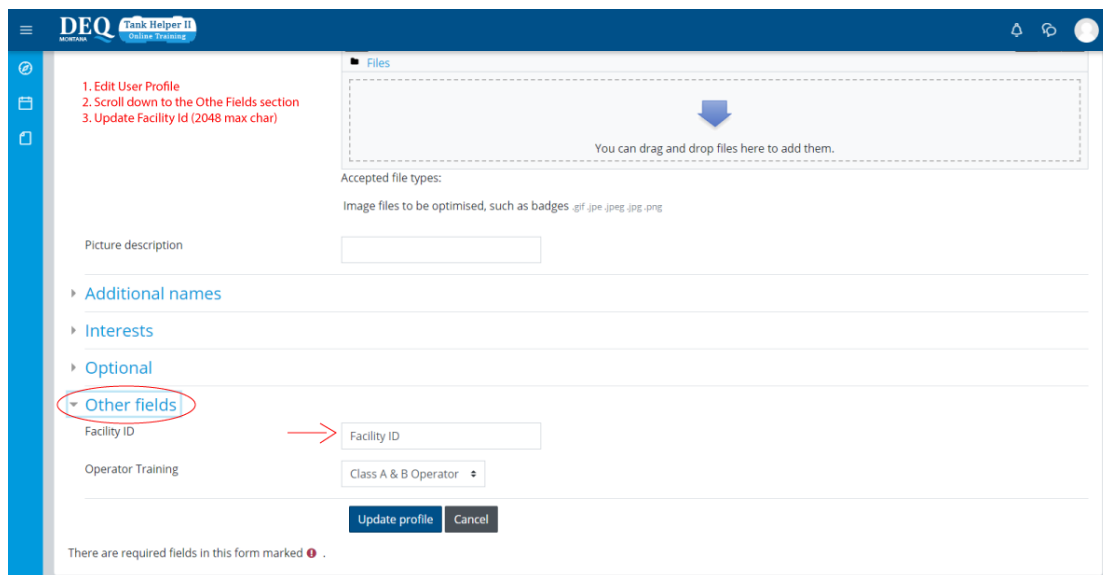 DEQ
MONTANA
Tank Helper II
Online Training
Files
1. Edit User Profile
2. Scroll down to the Othe Fields section
3. Update Facility Id (2048 max char)
You can drag and drop files here to add them.
Accepted file types:
Image files to be optimised, such as badges .gif .jpe .jpeg .jpg .png
Picture description
Additional names
Interests
Optional
Other fields
Facility ID
Facility ID
Operator Training
Class A & B Operator
Update profile Cancel
There are required fields in this form marked .